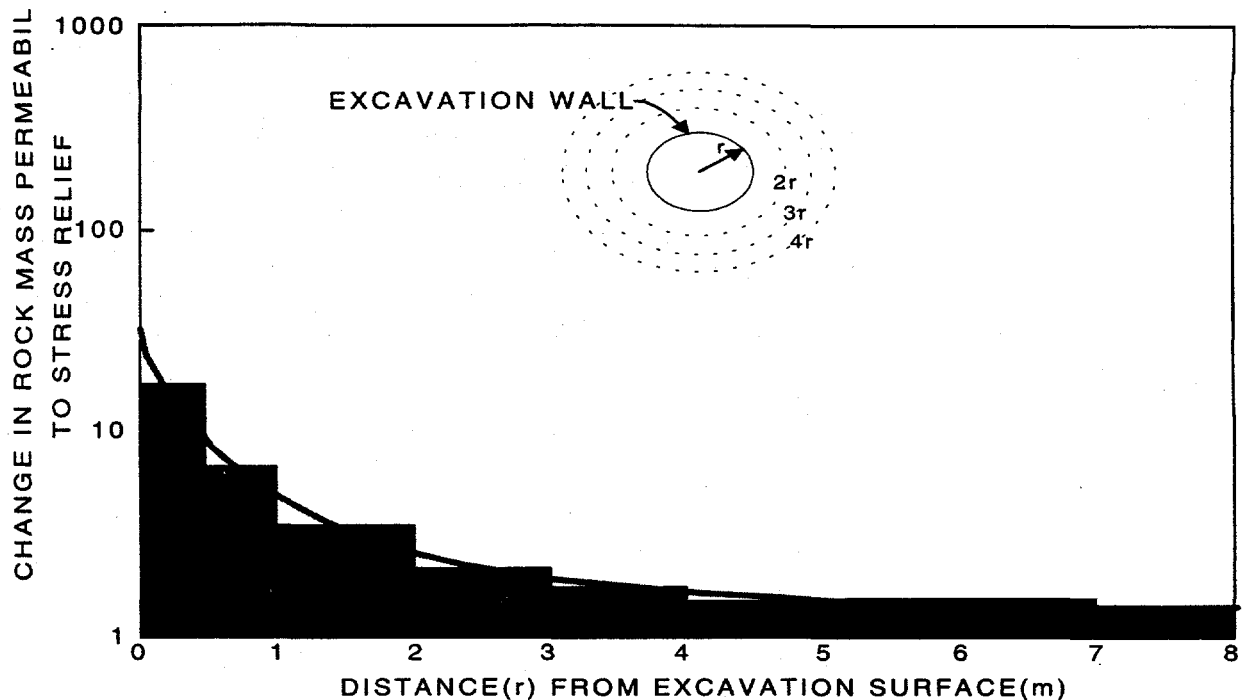 CHANGE IN ROCK MASS PERMEABIL
TO STRESS RELIEF
1000
100
10
1
EXCAVATION WALL
r
2r
3r
4r
0 1 2 3 4 5 6 7 8
DISTANCE(r) FROM EXCAVATION SURFACE(m)